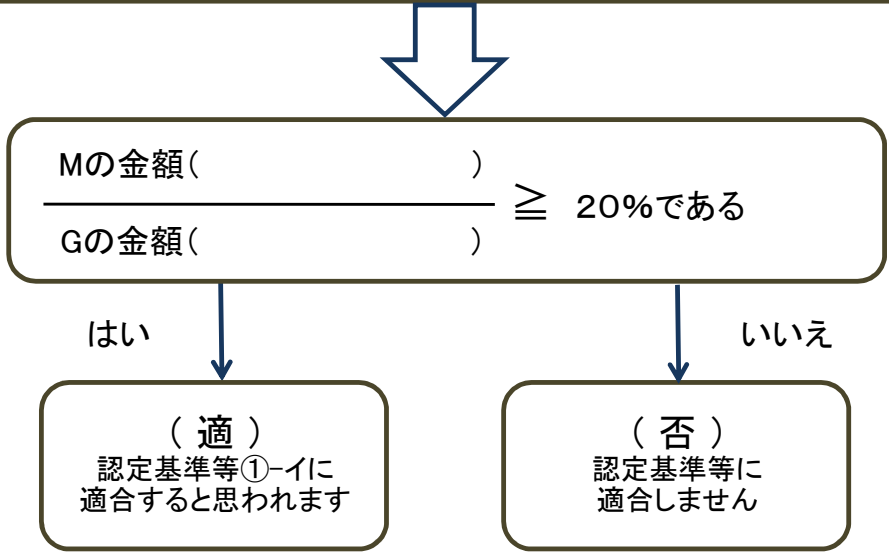 Mの金額(　　　　　　　　)
≧ 20%である
Gの金額(　　　　　　　　)
はい
いいえ
(適)
認定基準等①-イに
適合すると思われます
(否)
認定基準等に
適合しません